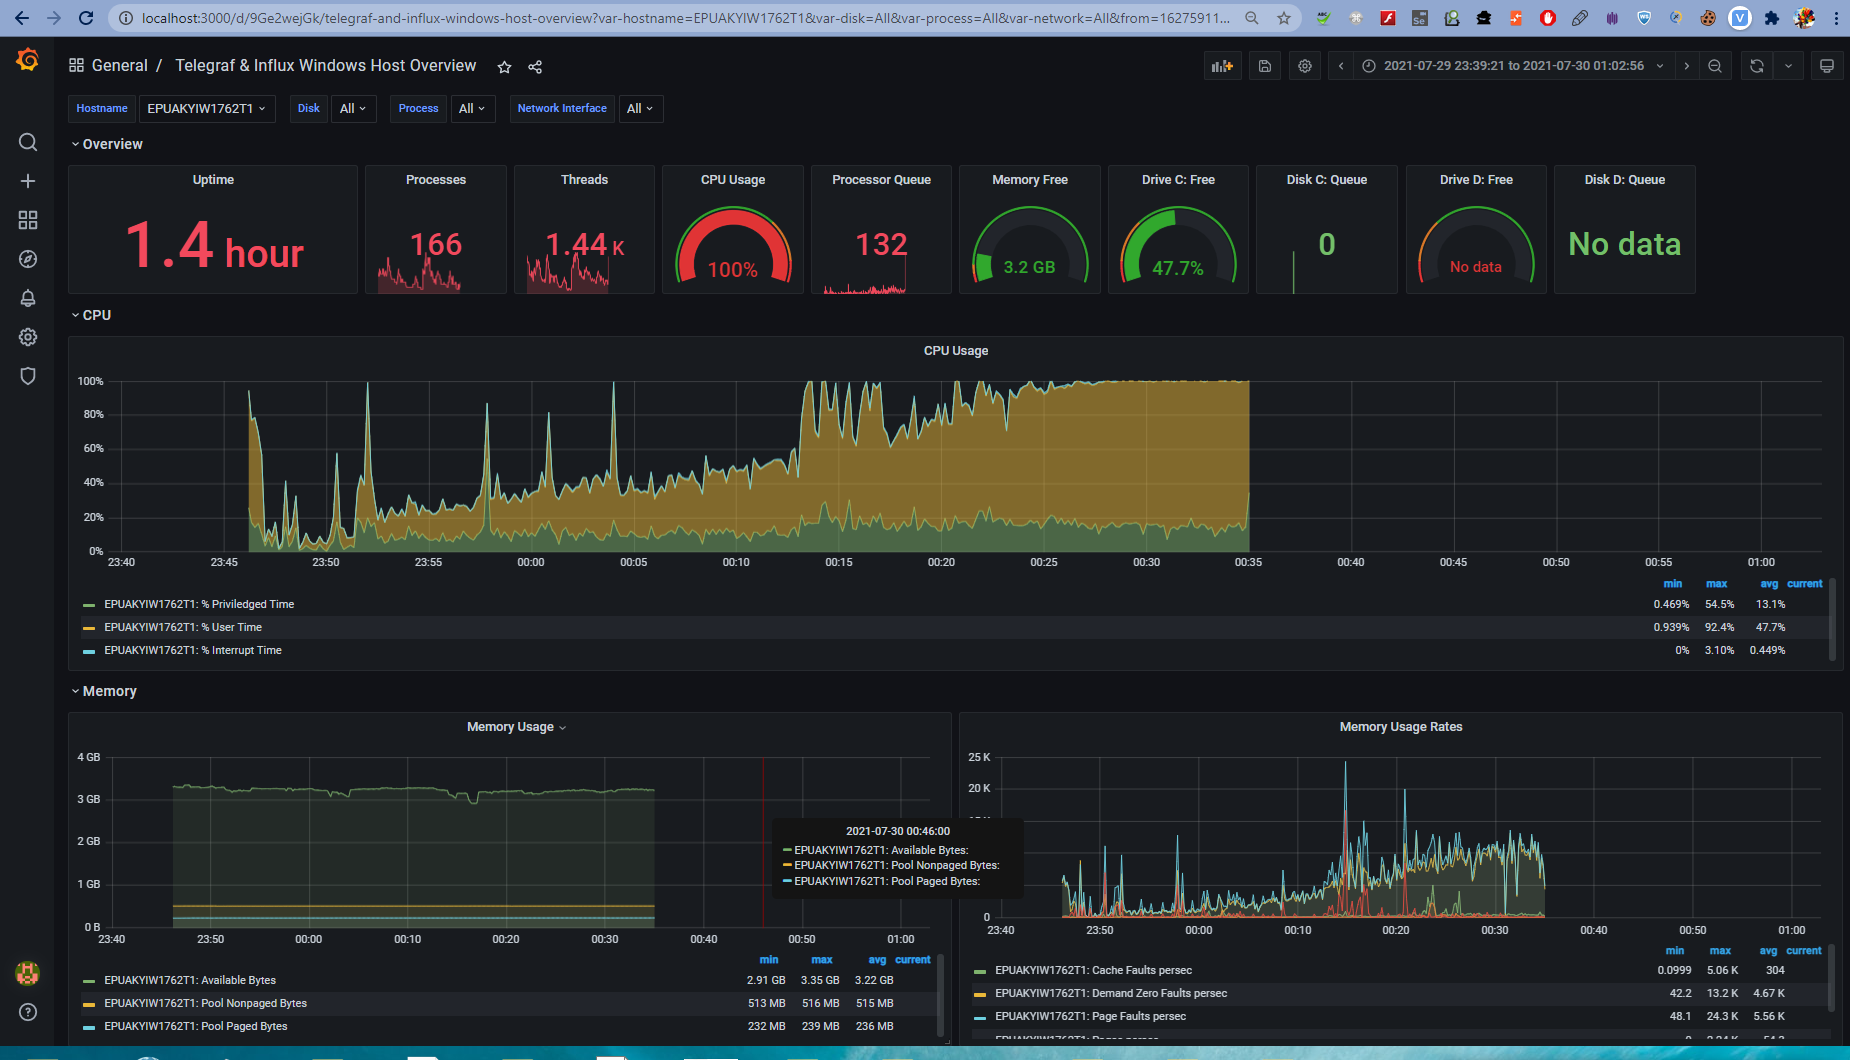 localhost:3000/d/9Ge2wejGk/telegraf-and-influx-windows-host-overview?var-hostname=EPUAKYIW1762T1&var-disk=All&var-process=All&var-network=All&from=16275911...
General / Telegraf & Influx Windows Host Overview
2021-07-29 23:39:21 to 2021-07-30 01:02:56
Hostname EPUAKYIW1762T1 Disk All Process All Network Interface All
Overview
Uptime Processes Threads CPU Usage Processor Queue Memory Free Drive C: Free Disk C: Queue Drive D: Free Disk D: Queue
1.4 hour 166 1.44 K 100% 132 3.2 GB 47.7% 0 No data No data
CPU
CPU Usage
100%
80%
60%
40%
20%
0%
23:40 23:45 23:50 23:55 00:00 00:05 00:10 00:15 00:20 00:25 00:30 00:35 00:40 00:45 00:50 00:55 01:00
min max avg current
EPUAKYIW1762T1: % Priviledged Time 0.469% 54.5% 13.1%
EPUAKYIW1762T1: % User Time 0.939% 92.4% 47.7%
EPUAKYIW1762T1: % Interrupt Time 0% 3.10% 0.449%
Memory
Memory Usage
4 GB
3 GB
2 GB
1 GB
0 B
23:40 23:50 00:00 00:10 00:20 00:30 00:40 00:50 01:00
2021-07-30 00:46:00
EPUAKYIW1762T1: Available Bytes:
EPUAKYIW1762T1: Pool Nonpaged Bytes:
EPUAKYIW1762T1: Pool Paged Bytes:
min max avg current
EPUAKYIW1762T1: Available Bytes 2.91 GB 3.35 GB 3.22 GB
EPUAKYIW1762T1: Pool Nonpaged Bytes 513 MB 516 MB 515 MB
EPUAKYIW1762T1: Pool Paged Bytes 232 MB 239 MB 236 MB
Memory Usage Rates
25 K
20 K
0
23:40 23:50 00:00 00:10 00:20 00:30 00:40 00:50 01:00
min max avg current
EPUAKYIW1762T1: Cache Faults persec 0.0999 5.06 K 304
EPUAKYIW1762T1: Demand Zero Faults persec 42.2 13.2 K 4.67 K
EPUAKYIW1762T1: Page Faults persec 48.1 24.3 K 5.56 K